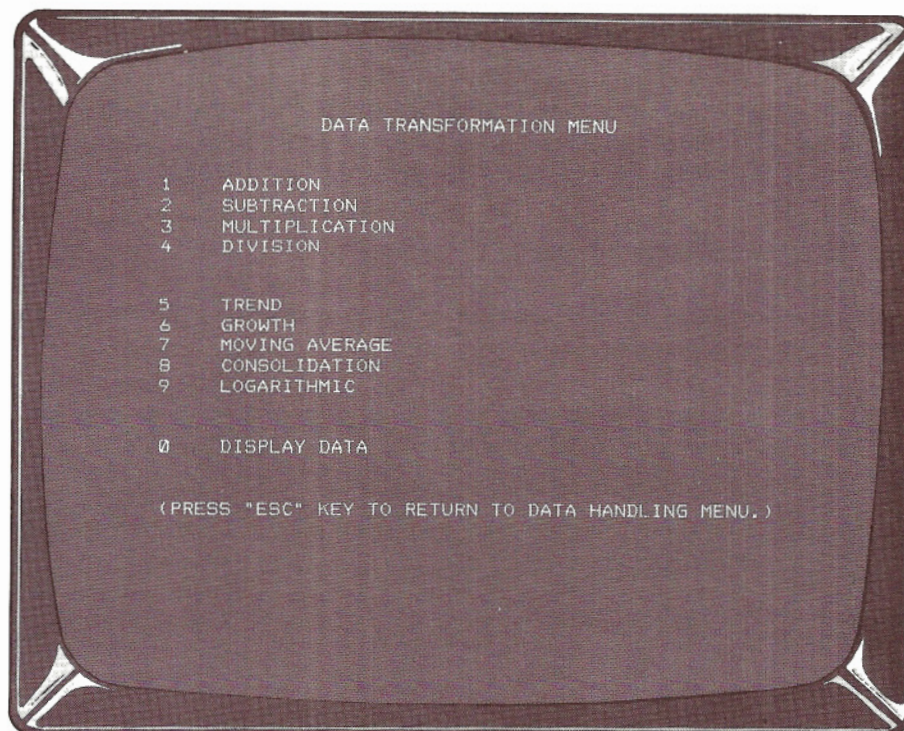 DATA TRANSFORMATION MENU
1 ADDITION
2 SUBTRACTION
3 MULTIPLICATION
4 DIVISION
5 TREND
6 GROWTH
7 MOVING AVERAGE
8 CONSOLIDATION
9 LOGARITHMIC
0 DISPLAY DATA
(PRESS "ESC" KEY TO RETURN TO DATA HANDLING MENU.)